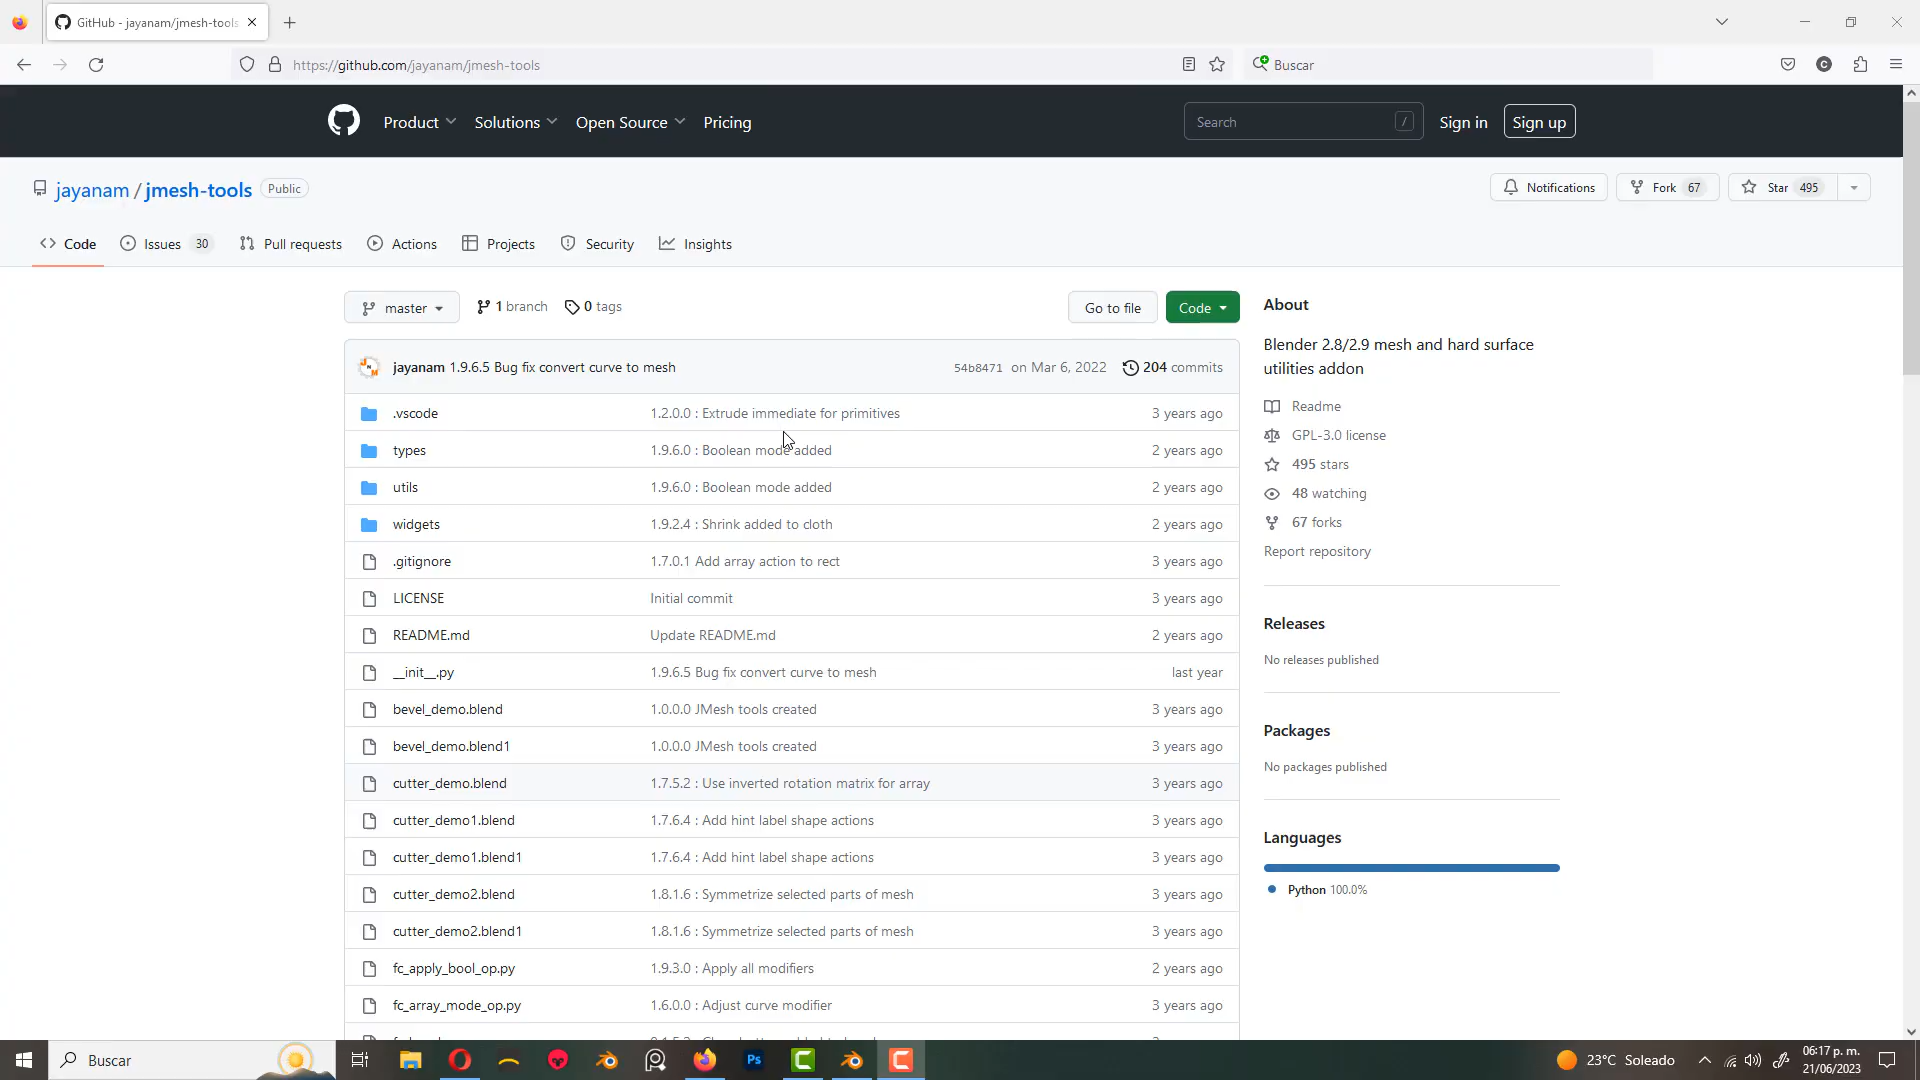 GitHub - jayanam/jmesh-tools
https://github.com/jayanam/jmesh-tools
Buscar
C
Product
Solutions
Open Source
Pricing
Search
/
Sign in
Sign up
jayanam / jmesh-tools
Public
Notifications
Fork 67
Star 495
Code
Issues 30
Pull requests
Actions
Projects
Security
Insights
master
1 branch
0 tags
Go to file
Code
jayanam 1.9.6.5 Bug fix convert curve to mesh
54b8471 on Mar 6, 2022
204 commits
.vscode 1.2.0.0 : Extrude immediate for primitives 3 years ago
types 1.9.6.0 : Boolean mode added 2 years ago
utils 1.9.6.0 : Boolean mode added 2 years ago
widgets 1.9.2.4 : Shrink added to cloth 2 years ago
.gitignore 1.7.0.1 Add array action to rect 3 years ago
LICENSE Initial commit 3 years ago
README.md Update README.md 2 years ago
__init__.py 1.9.6.5 Bug fix convert curve to mesh last year
bevel_demo.blend 1.0.0.0 JMesh tools created 3 years ago
bevel_demo.blend1 1.0.0.0 JMesh tools created 3 years ago
cutter_demo.blend 1.7.5.2 : Use inverted rotation matrix for array 3 years ago
cutter_demo1.blend 1.7.6.4 : Add hint label shape actions 3 years ago
cutter_demo1.blend1 1.7.6.4 : Add hint label shape actions 3 years ago
cutter_demo2.blend 1.8.1.6 : Symmetrize selected parts of mesh 3 years ago
cutter_demo2.blend1 1.8.1.6 : Symmetrize selected parts of mesh 3 years ago
fc_apply_bool_op.py 1.9.3.0 : Apply all modifiers 2 years ago
fc_array_mode_op.py 1.6.0.0 : Adjust curve modifier 3 years ago
About
Blender 2.8/2.9 mesh and hard surface
utilities addon
Readme
GPL-3.0 license
495 stars
48 watching
67 forks
Report repository
Releases
No releases published
Packages
No packages published
Languages
Python 100.0%
Buscar
Ps
23°C Soleado
06:17 p. m.
21/06/2023